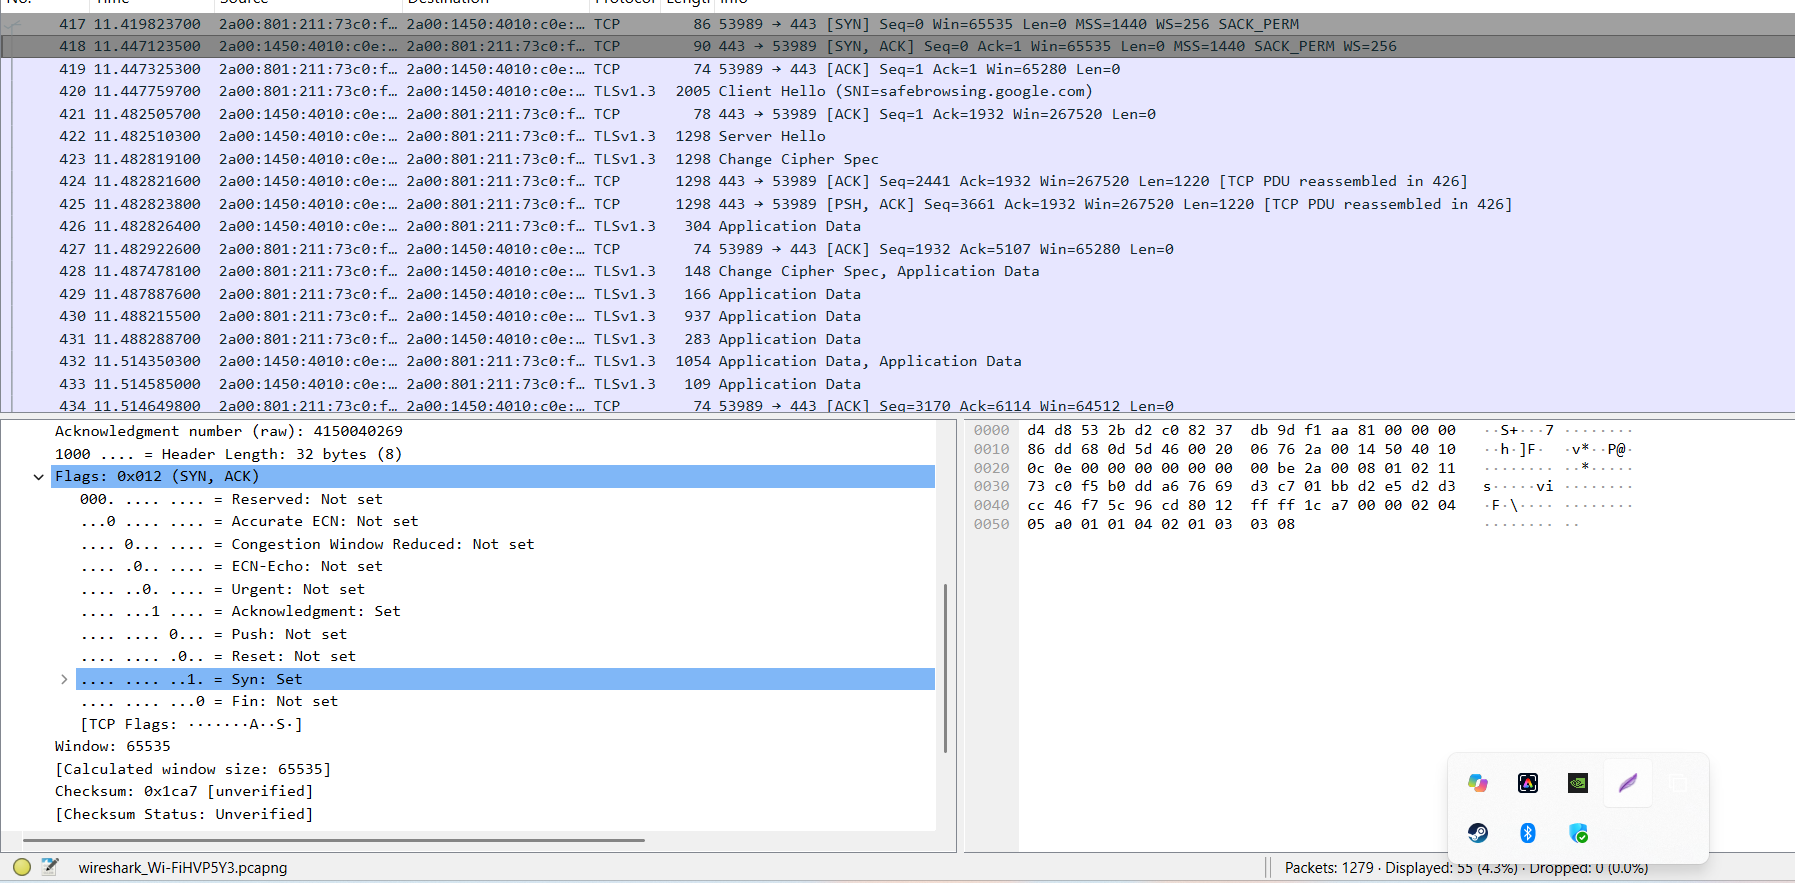 No. Time Source Destination Protocol Length Info
417 11.419823700 2a00:801:211:73c0:f… 2a00:1450:4010:c0e:… TCP 86 53989 → 443 [SYN] Seq=0 Win=65535 Len=0 MSS=1440 WS=256 SACK_PERM
418 11.447123500 2a00:1450:4010:c0e:… 2a00:801:211:73c0:f… TCP 90 443 → 53989 [SYN, ACK] Seq=0 Ack=1 Win=65535 Len=0 MSS=1440 SACK_PERM WS=256
419 11.447325300 2a00:801:211:73c0:f… 2a00:1450:4010:c0e:… TCP 74 53989 → 443 [ACK] Seq=1 Ack=1 Win=65280 Len=0
420 11.447759700 2a00:801:211:73c0:f… 2a00:1450:4010:c0e:… TLSv1.3 2005 Client Hello (SNI=safebrowsing.google.com)
421 11.482505700 2a00:1450:4010:c0e:… 2a00:801:211:73c0:f… TCP 78 443 → 53989 [ACK] Seq=1 Ack=1932 Win=267520 Len=0
422 11.482510300 2a00:1450:4010:c0e:… 2a00:801:211:73c0:f… TLSv1.3 1298 Server Hello
423 11.482819100 2a00:1450:4010:c0e:… 2a00:801:211:73c0:f… TLSv1.3 1298 Change Cipher Spec
424 11.482821600 2a00:1450:4010:c0e:… 2a00:801:211:73c0:f… TCP 1298 443 → 53989 [ACK] Seq=2441 Ack=1932 Win=267520 Len=1220 [TCP PDU reassembled in 426]
425 11.482823800 2a00:1450:4010:c0e:… 2a00:801:211:73c0:f… TCP 1298 443 → 53989 [PSH, ACK] Seq=3661 Ack=1932 Win=267520 Len=1220 [TCP PDU reassembled in 426]
426 11.482826400 2a00:1450:4010:c0e:… 2a00:801:211:73c0:f… TLSv1.3 304 Application Data
427 11.482922600 2a00:801:211:73c0:f… 2a00:1450:4010:c0e:… TCP 74 53989 → 443 [ACK] Seq=1932 Ack=5107 Win=65280 Len=0
428 11.487478100 2a00:801:211:73c0:f… 2a00:1450:4010:c0e:… TLSv1.3 148 Change Cipher Spec, Application Data
429 11.487887600 2a00:801:211:73c0:f… 2a00:1450:4010:c0e:… TLSv1.3 166 Application Data
430 11.488215500 2a00:801:211:73c0:f… 2a00:1450:4010:c0e:… TLSv1.3 937 Application Data
431 11.488288700 2a00:801:211:73c0:f… 2a00:1450:4010:c0e:… TLSv1.3 283 Application Data
432 11.514350300 2a00:1450:4010:c0e:… 2a00:801:211:73c0:f… TLSv1.3 1054 Application Data, Application Data
433 11.514585000 2a00:1450:4010:c0e:… 2a00:801:211:73c0:f… TLSv1.3 109 Application Data
434 11.514649800 2a00:801:211:73c0:f… 2a00:1450:4010:c0e:… TCP 74 53989 → 443 [ACK] Seq=3170 Ack=6114 Win=64512 Len=0
Acknowledgment number (raw): 4150040269
1000 .... = Header Length: 32 bytes (8)
Flags: 0x012 (SYN, ACK)
000. .... .... = Reserved: Not set
...0 .... .... = Accurate ECN: Not set
.... 0... .... = Congestion Window Reduced: Not set
.... .0.. .... = ECN-Echo: Not set
.... ..0. .... = Urgent: Not set
.... ...1 .... = Acknowledgment: Set
.... .... 0... = Push: Not set
.... .... .0.. = Reset: Not set
.... .... ..1. = Syn: Set
.... .... ...0 = Fin: Not set
[TCP Flags: ·······A··S·]
Window: 65535
[Calculated window size: 65535]
Checksum: 0x1ca7 [unverified]
[Checksum Status: Unverified]
0000 d4 d8 53 2b d2 c0 82 37 db 9d f1 aa 81 00 00 00 ··S+···7 ········
0010 86 dd 68 0d 5d 46 00 20 06 76 2a 00 14 50 40 10 ··h·]F· ·v*··P@·
0020 0c 0e 00 00 00 00 00 00 00 be 2a 00 08 01 02 11 ········ ··*·····
0030 73 c0 f5 b0 dd a6 76 69 d3 c7 01 bb d2 e5 d2 d3 s·····vi ········
0040 cc 46 f7 5c 96 cd 80 12 ff ff 1c a7 00 00 02 04 ·F·\···· ········
0050 05 a0 01 01 04 02 01 03 03 08 ········ ··
wireshark_Wi-FiHVP5Y3.pcapng
Packets: 1279 · Displayed: 55 (4.3%) · Dropped: 0 (0.0%)